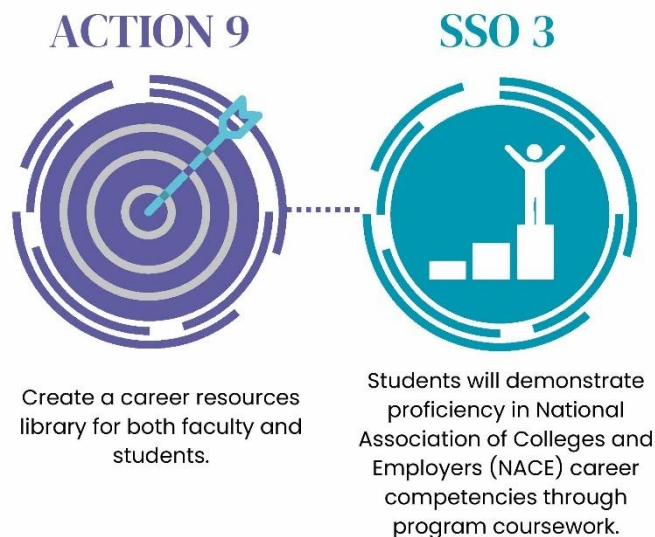 ACTION 9
Create a career resources
library for both faculty and
students.
SSO 3
Students will demonstrate
proficiency in National
Association of Colleges and
Employers (NACE) career
competencies through
program coursework.